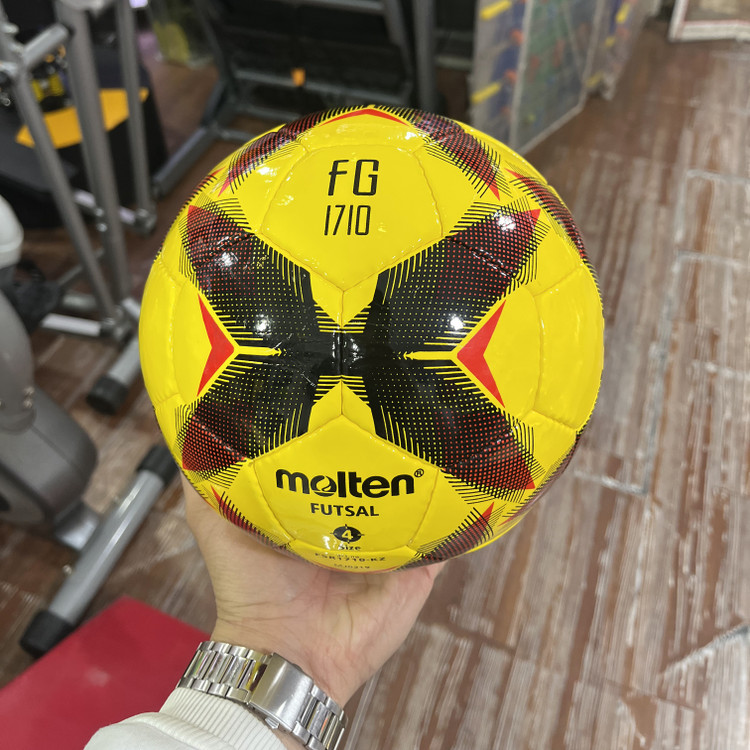 FG
1710
molten®
FUTSAL
4
Size